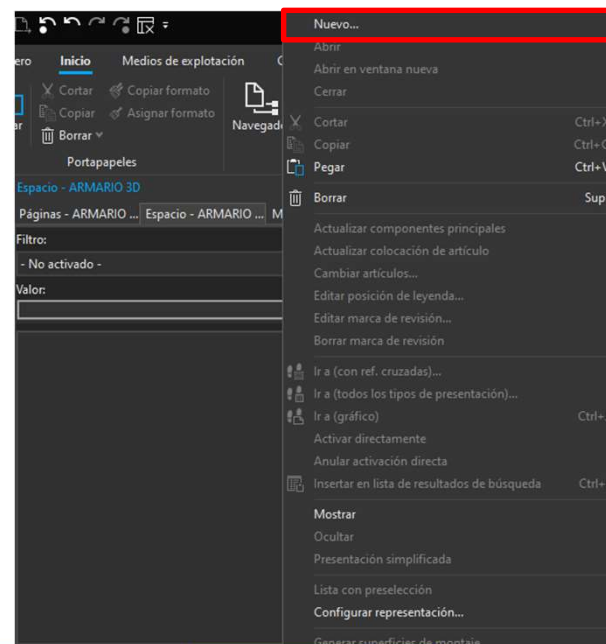 Nuevo...
Abrir
Inicio Medios de explotación
Abrir en ventana nueva
Cortar Copiar formato
Cerrar
Copiar Asignar formato
Borrar
Portapapeles
Cortar
Copiar
Pegar
Borrar Sup
Espacio - ARMARIO 3D
Páginas - ARMARIO ... Espacio - ARMARIO ...
Filtro:
- No activado -
Valor:
Actualizar componentes principales
Actualizar colocación de artículo
Cambiar artículos...
Editar posición de leyenda...
Editar marca de revisión...
Borrar marca de revisión
Ir a (con ref. cruzadas)...
Ir a (todos los tipos de presentación)...
Ir a (gráfico)
Activar directamente
Anular activación directa
Insertar en lista de resultados de búsqueda
Mostrar
Ocultar
Presentación simplificada
Lista con preselección
Configurar representación...
Generar superficies de montaje